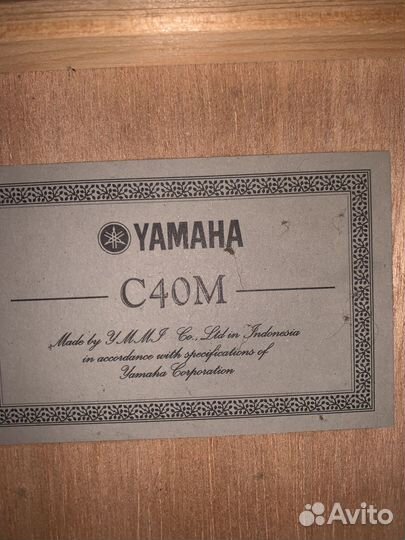 YAMAHA
C40M
Made by YMMI Co., Ltd in Indonesia
in accordance with specifications of
Yamaha Corporation
Avito